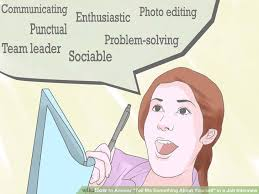 Communicating
Enthusiastic
Photo editing
Punctual
Problem-solving
Team leader
Sociable
wikiHow to Answer "Tell Me Something About Yourself" in a Job Interview